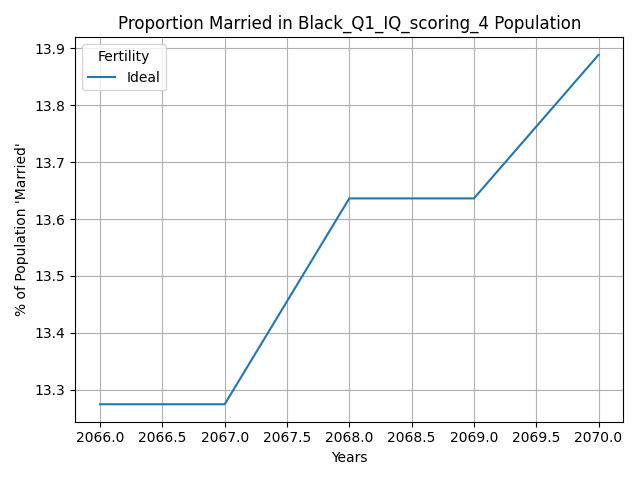 Proportion Married in Black_Q1_IQ_scoring_4 Population
Fertility
Ideal
% of Population 'Married'
13.9
13.8
13.7
13.6
13.5
13.4
13.3
2066.0 2066.5 2067.0 2067.5 2068.0 2068.5 2069.0 2069.5 2070.0
Years